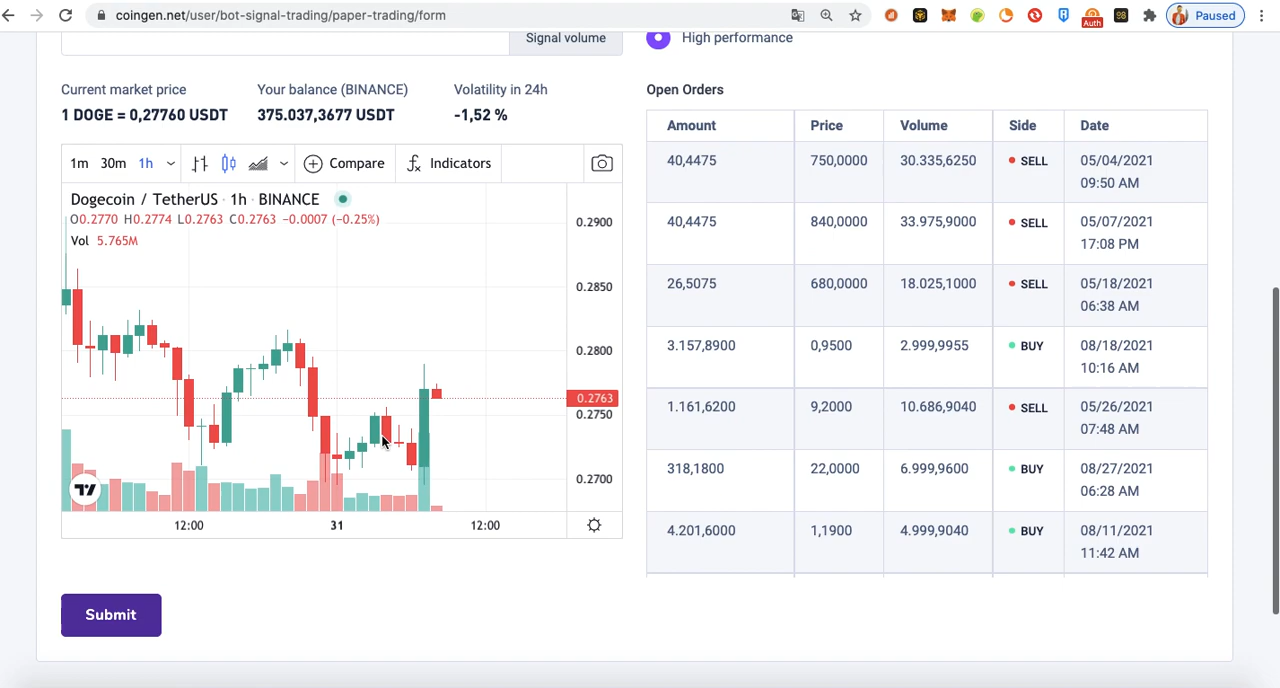 coingen.net/user/bot-signal-trading/paper-trading/form
Auth
Paused
Signal volume
High performance
Current market price
1 DOGE = 0,27760 USDT
Your balance (BINANCE)
375.037,3677 USDT
Volatility in 24h
-1,52 %
1m 30m 1h Compare Indicators
Dogecoin / TetherUS · 1h · BINANCE
O0.2770 H0.2774 L0.2763 C0.2763 −0.0007 (−0.25%)
Vol 5.765M
0.2900
0.2850
0.2800
0.2763
0.2750
0.2700
12:00 31 12:00
Submit
Open Orders
Amount Price Volume Side Date
40,4475 750,0000 30.335,6250 SELL 05/04/2021
09:50 AM
40,4475 840,0000 33.975,9000 SELL 05/07/2021
17:08 PM
26,5075 680,0000 18.025,1000 SELL 05/18/2021
06:38 AM
3.157,8900 0,9500 2.999,9955 BUY 08/18/2021
10:16 AM
1.161,6200 9,2000 10.686,9040 SELL 05/26/2021
07:48 AM
318,1800 22,0000 6.999,9600 BUY 08/27/2021
06:28 AM
4.201,6000 1,1900 4.999,9040 BUY 08/11/2021
11:42 AM